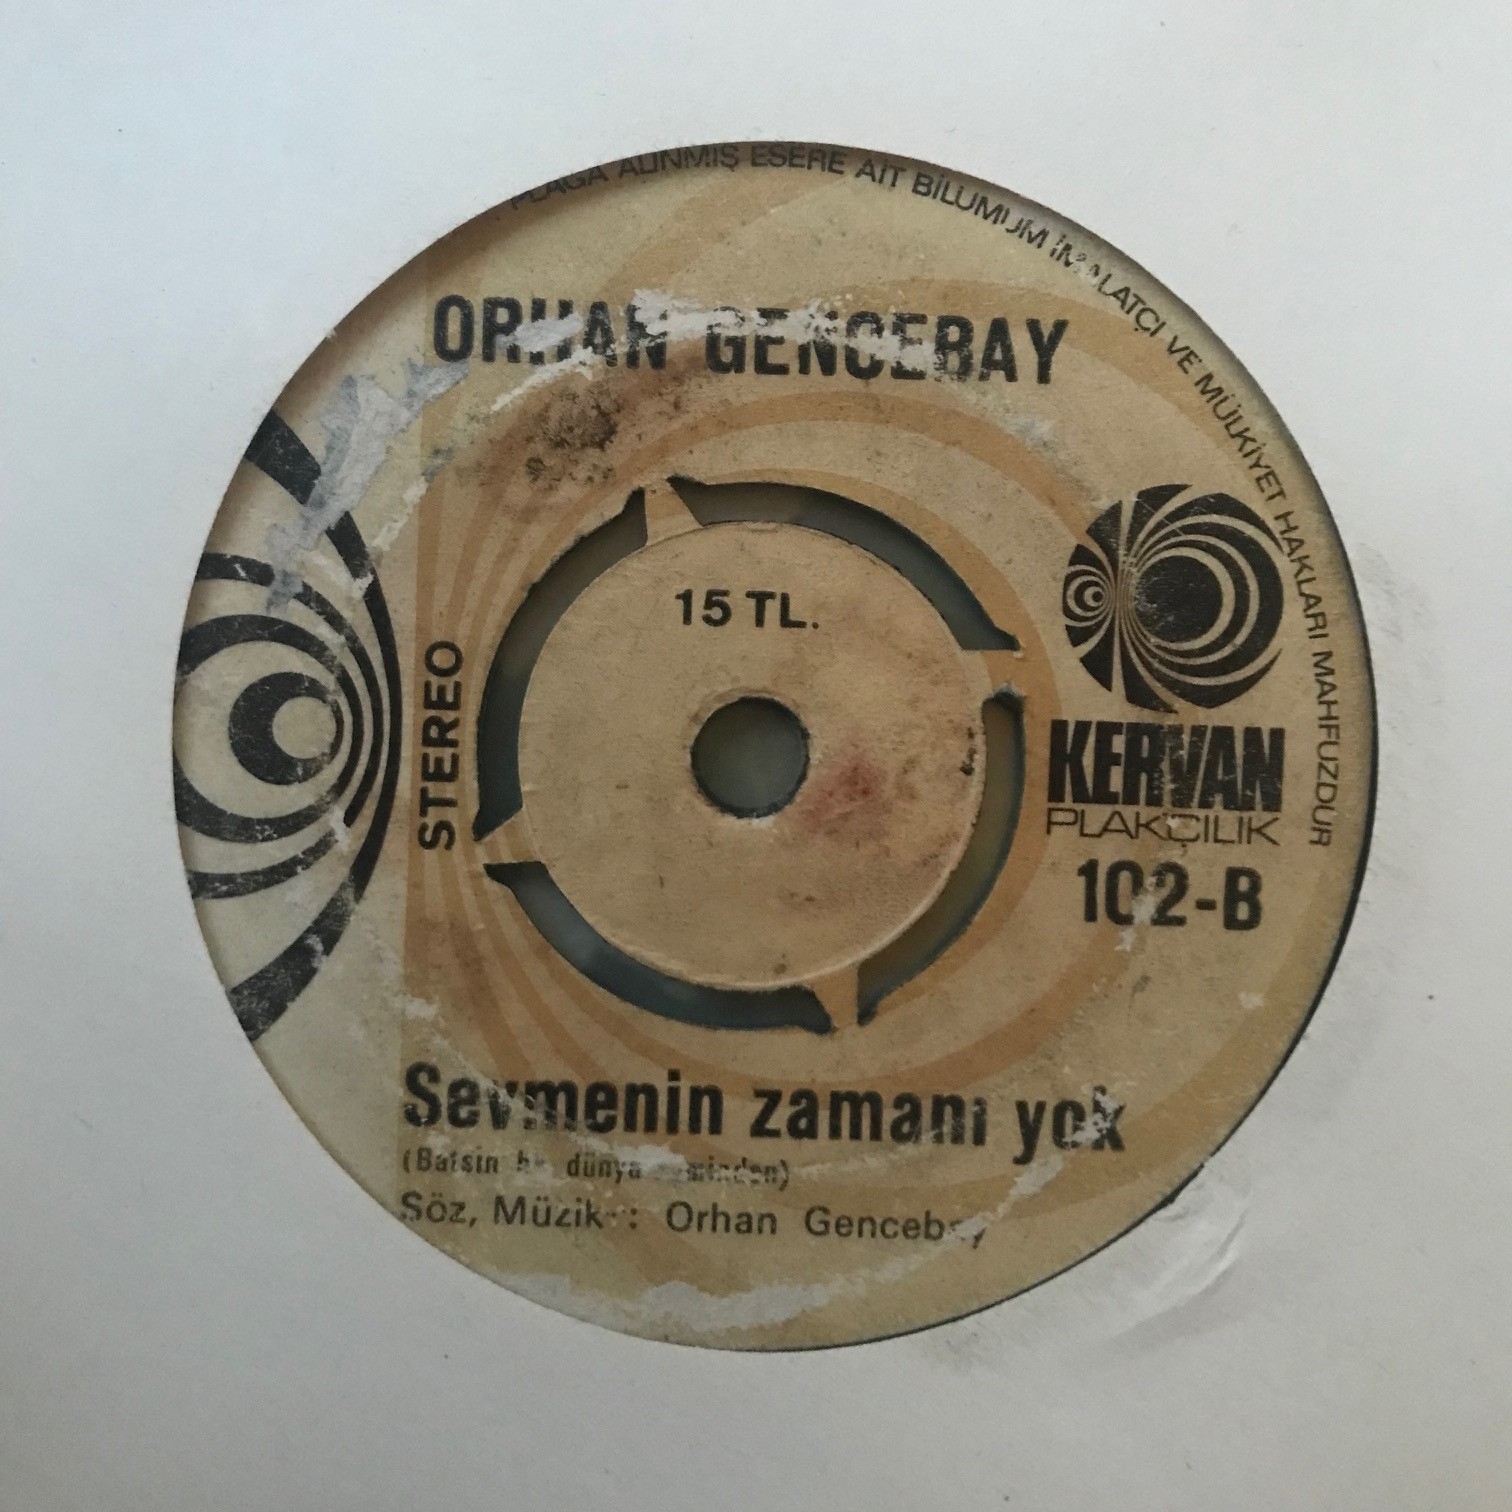 PLAĞA ALINMIŞ ESERE AİT BİLUMUM İMALATÇI VE MÜLKİYET HAKLARI MAHFUZDUR
ORHAN GENCEBAY
15 TL.
STEREO
KERVAN
PLAKÇILIK
102-B
Sevmenin zamanı yok
(Batsın dünya
Söz, Müzik : Orhan Gencebay